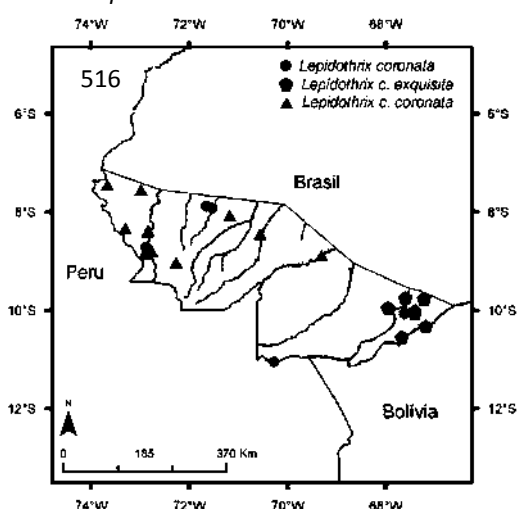 74°W 72°W 70°W 68°W
516
Lepidothrix coronata
Lepidothrix c. exquisita
Lepidothrix c. coronata
6°S 6°S
Brasil
8°S 8°S
Peru
10°S 10°S
Bolívia
12°S 12°S
N
0 185 370 Km
74°W 72°W 70°W 68°W